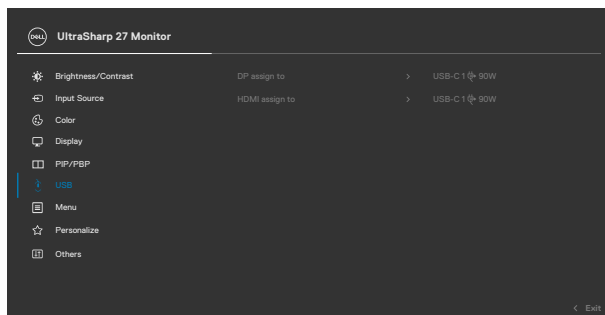 DELL UltraSharp 27 Monitor
Brightness/Contrast DP assign to > USB-C 1 90W
Input Source HDMI assign to > USB-C 1 90W
Color
Display
PIP/PBP
USB
Menu
Personalize
Others
< Exit